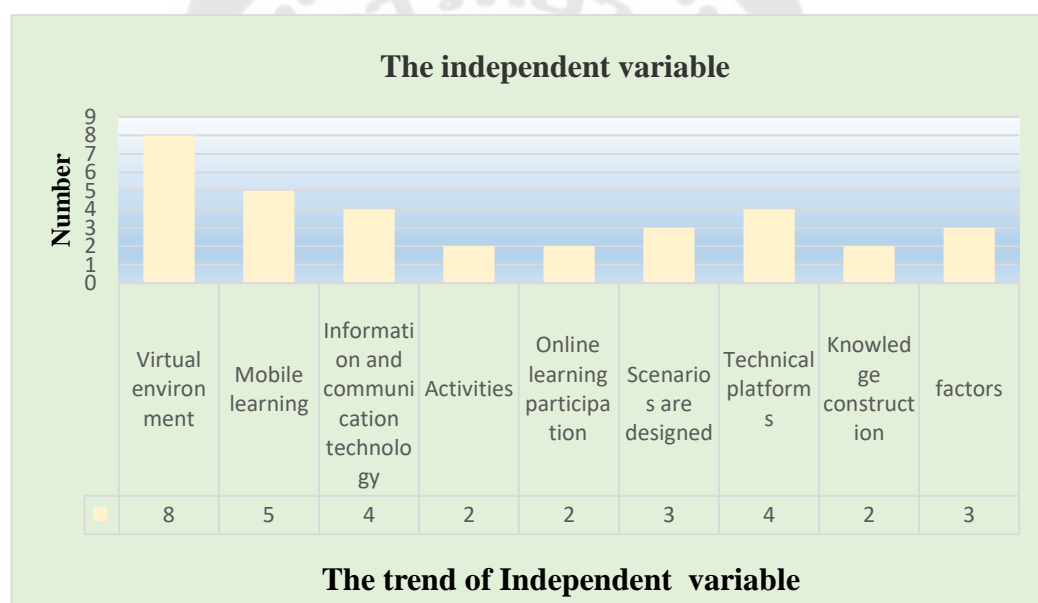 The independent variable
Number
9
8
7
6
5
4
3
2
1
0
Virtual
environ
ment
Mobile
learning
Informati
on and
communi
cation
technolo
gy
Activities
Online
learning
participa
tion
Scenario
s are
designed
Technical
platform
s
Knowled
ge
construct
ion
factors
8 5 4 2 2 3 4 2 3
The trend of Independent variable